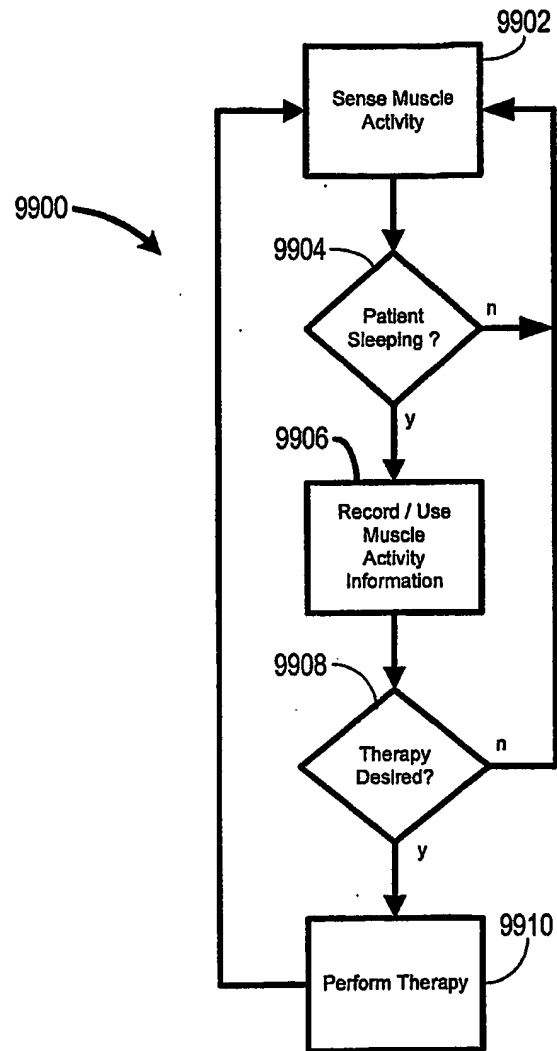 9902
Sense Muscle
Activity
9900
9904
Patient
Sleeping ?
n
y
9906
Record / Use
Muscle
Activity
Information
9908
Therapy
Desired?
n
y
9910
Perform Therapy